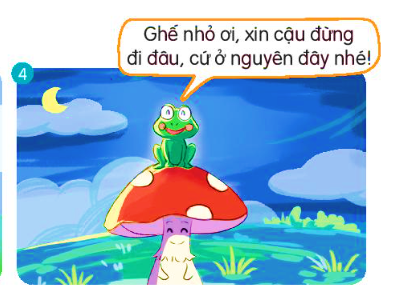 Ghế nhỏ ơi, xin cậu đừng
đi đâu, cứ ở nguyên đây nhé!
4